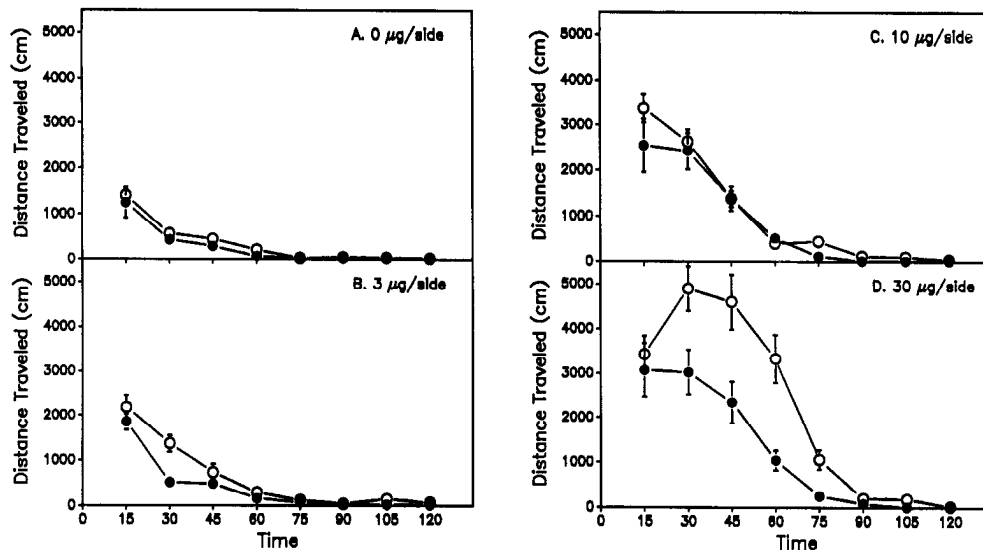 A. 0 μg/side
Distance Traveled (cm)
5000
4000
3000
2000
1000
0
B. 3 μg/side
Distance Traveled (cm)
5000
4000
3000
2000
1000
0
0 15 30 45 60 75 90 105 120
Time
C. 10 μg/side
Distance Traveled (cm)
5000
4000
3000
2000
1000
0
D. 30 μg/side
Distance Traveled (cm)
5000
4000
3000
2000
1000
0
0 15 30 45 60 75 90 105 120
Time